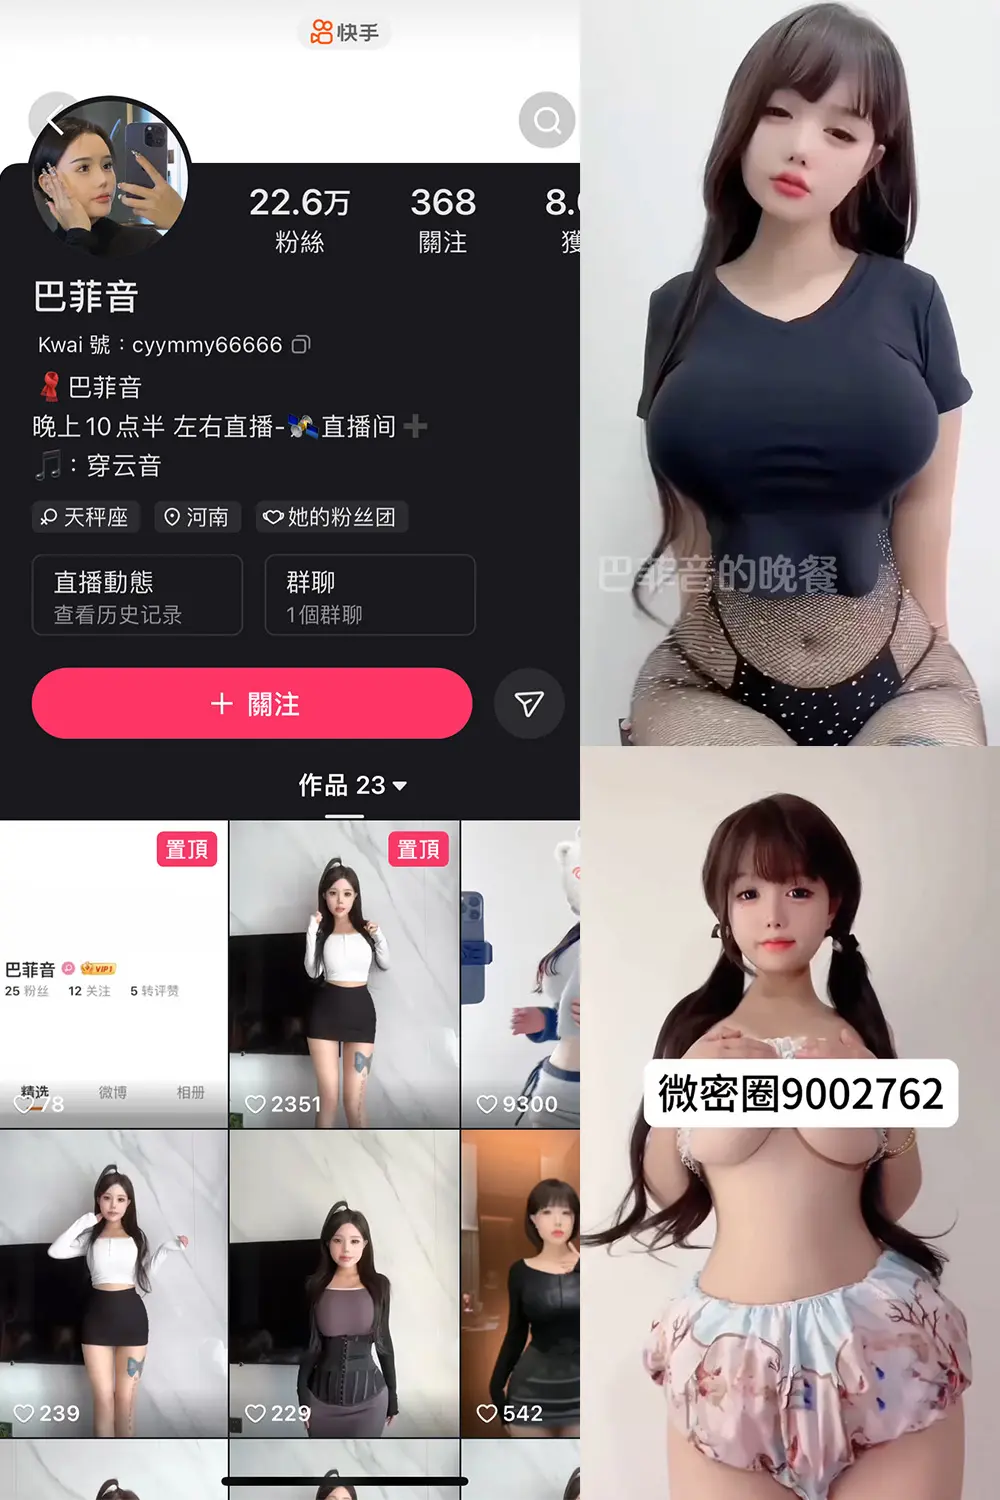 快手
22.6万
368
8.
粉絲
關注
獲
巴菲音
Kwai 號：cyymmy66666
巴菲音
晚上10点半 左右直播-🛰️直播间➕
🎵：穿云音
天秤座
河南
她的粉丝团
直播動態
查看历史记录
群聊
1個群聊
＋ 關注
作品 23
置頂
置頂
巴菲音 VIP1
25 粉丝 12 关注 5 转评赞
精选 微博 相册
78
2351
9300
239
229
542
巴菲音的晚餐
微密圈9002762